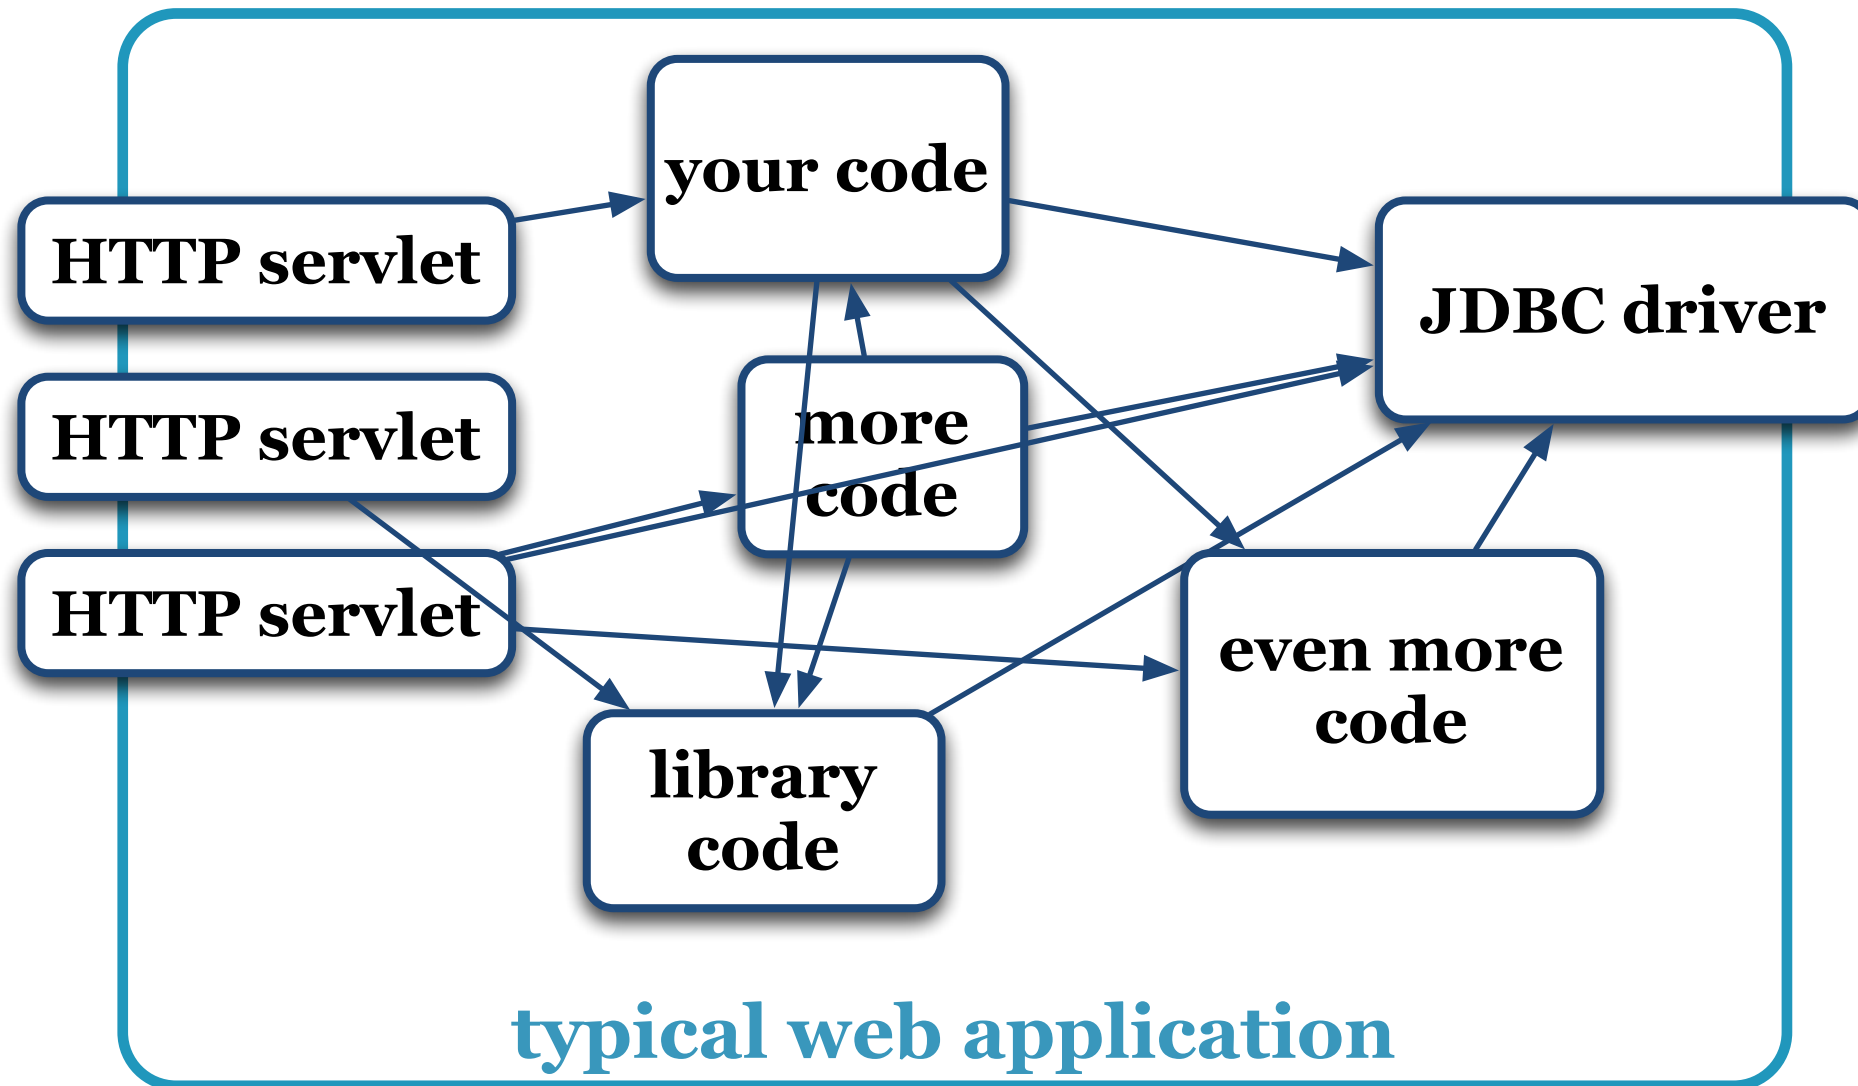 your code
HTTP servlet
JDBC driver
HTTP servlet
more
code
HTTP servlet
even more
code
library
code
typical web application